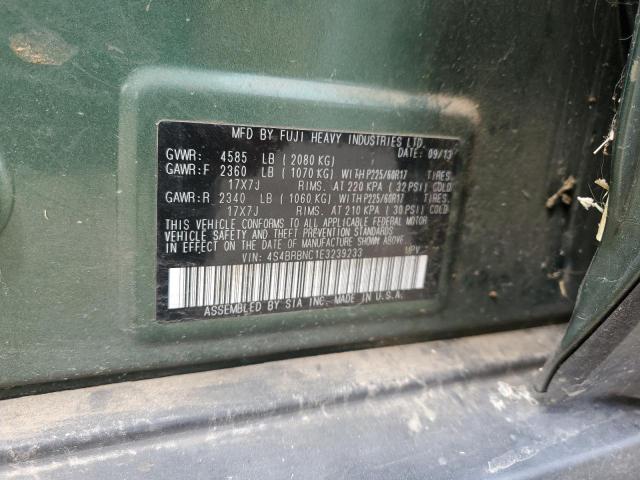 MFD BY FUJI HEAVY INDUSTRIES LTD.
GVWR: 4585 LB ( 2080 KG) DATE: 09/13
GAWR:F 2360 LB ( 1070 KG) WITH P225/60R17 TIRES
17X7J RIMS. AT 220 KPA ( 32 PSI) COLD
GAWR:R 2340 LB ( 1060 KG) WITH P225/60R17 TIRES.
17X7J RIMS. AT 210 KPA ( 30 PSI) COLD
THIS VEHICLE CONFORMS TO ALL APPLICABLE FEDERAL MOTOR
VEHICLE SAFETY AND THEFT PREVENTION STANDARDS
IN EFFECT ON THE DATE OF MANUFACTURE SHOWN ABOVE.
VIN: 4S4BRBNC1E3239233 MPV
ASSEMBLED BY SIA INC. MADE IN U.S.A.